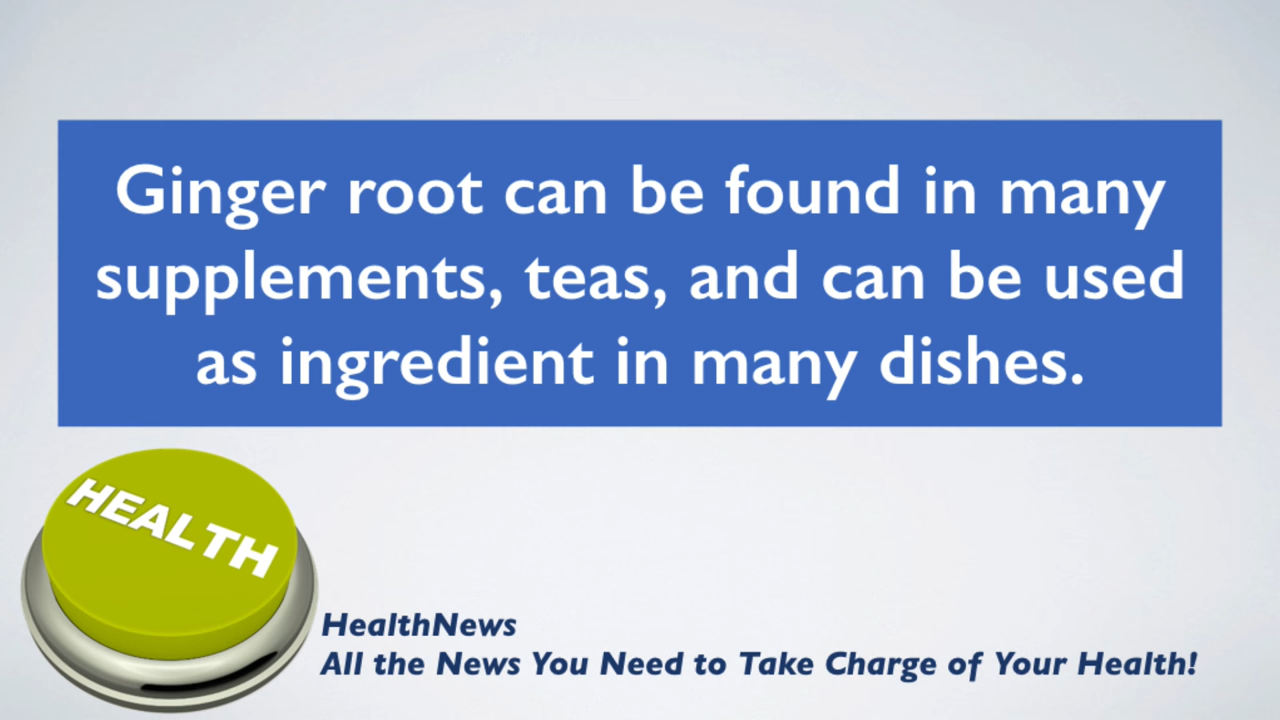 Ginger root can be found in many
supplements, teas, and can be used
as ingredient in many dishes.
HEALTH
HealthNews
All the News You Need to Take Charge of Your Health!